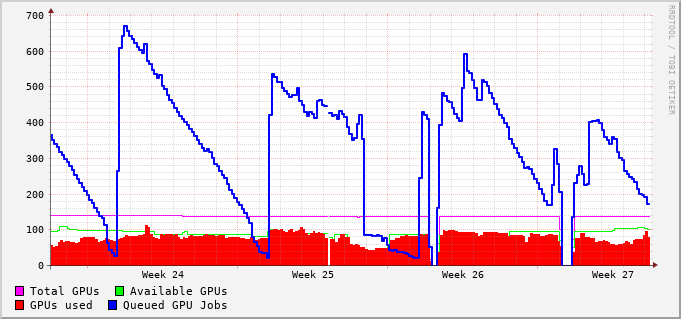 700
600
500
400
300
200
100
0
Week 24 Week 25 Week 26 Week 27
Total GPUs Available GPUs
GPUs used Queued GPU Jobs
RRDTOOL / TOBI OETIKER